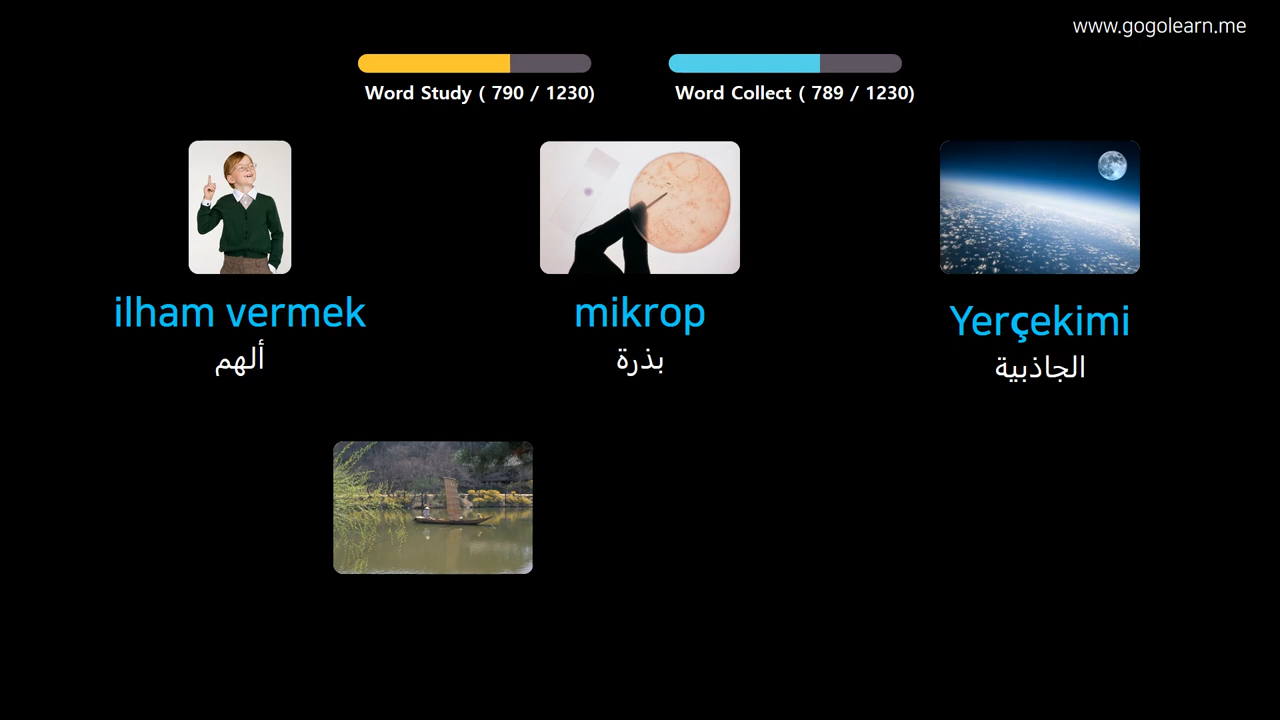 www.gogolearn.me
Word Study ( 790 / 1230)
Word Collect ( 789 / 1230)
ilham vermek
ألهم
mikrop
بذرة
Yerçekimi
الجاذبية